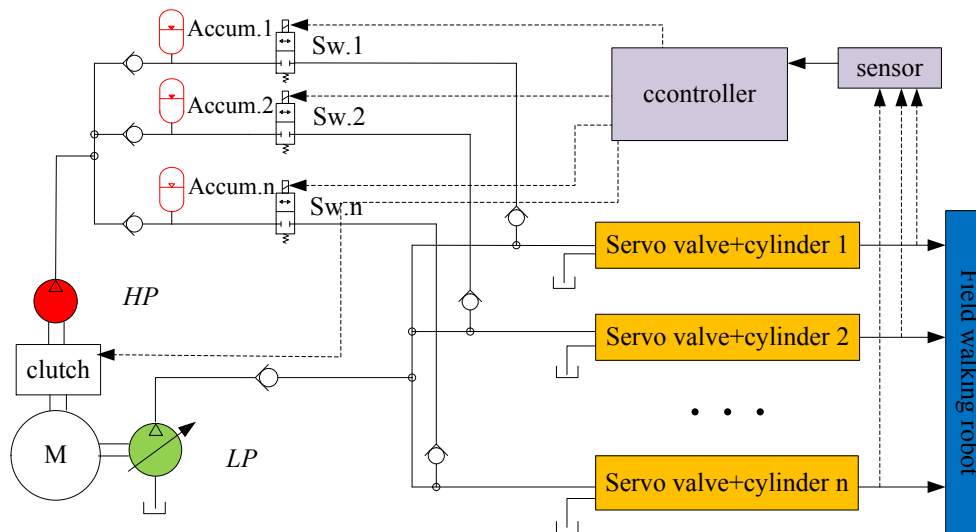 Accum.1
Sw.1
Accum.2
Sw.2
Accum.n
Sw.n
ccontroller
sensor
Servo valve+cylinder 1
Servo valve+cylinder 2
• • •
Servo valve+cylinder n
Field walking robot
HP
clutch
M
LP